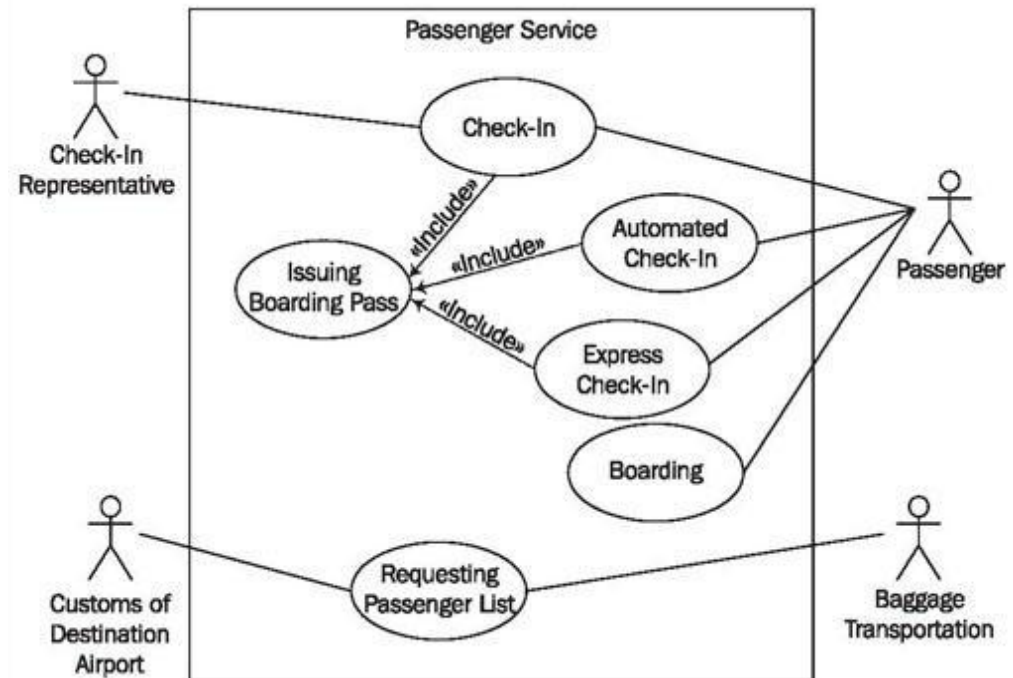 Passenger Service
Check-In
Representative
Check-In
«Include»
Automated
Check-In
«Include»
Passenger
Issuing
Boarding Pass
«Include»
Express
Check-In
Boarding
Customs of
Destination
Airport
Requesting
Passenger List
Baggage
Transportation